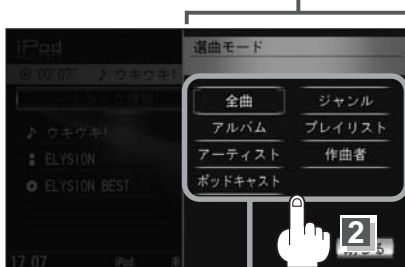 iPod
選曲モード
00'07" ♪ ウキウキ!
全曲
ジャンル
アルバム
プレイリスト
♪ ウキウキ!
アーティスト
作曲者
ELYSION
ポッドキャスト
ELYSION BEST
2
17 07 iPod